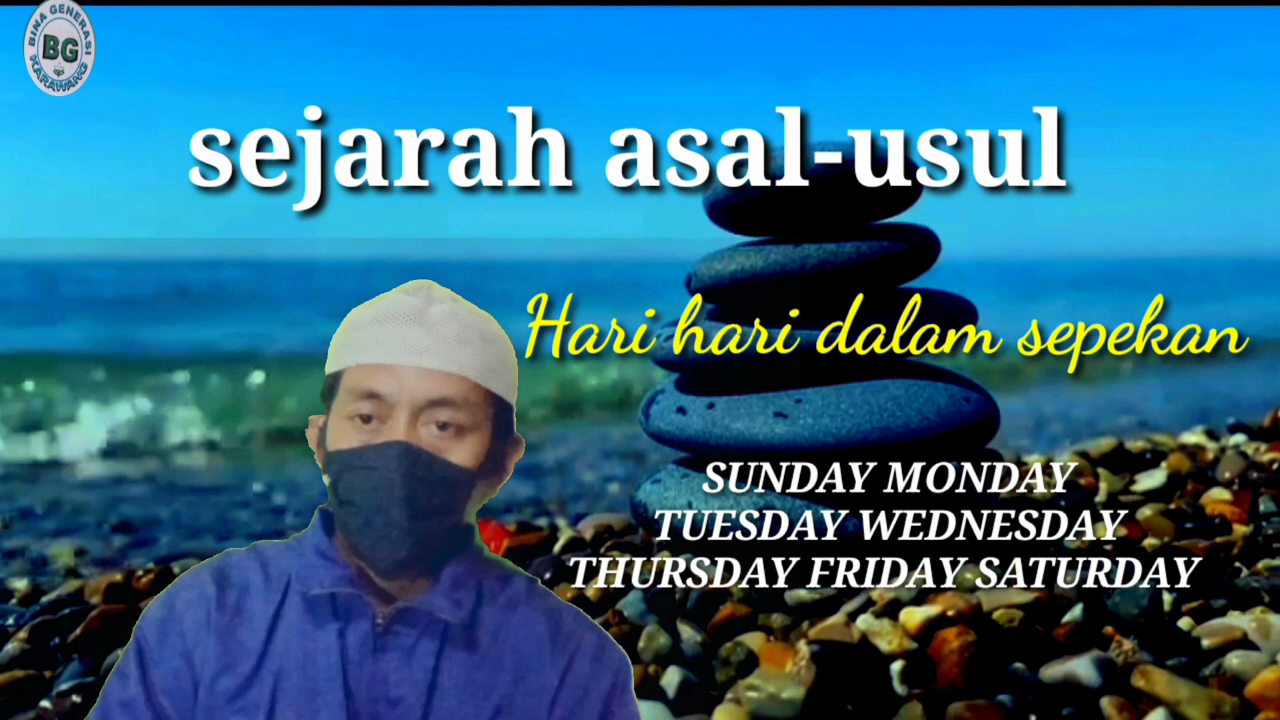 BINA GENERASI
BG
KARAWANG
sejarah asal-usul
Hari hari dalam sepekan
SUNDAY MONDAY
TUESDAY WEDNESDAY
THURSDAY FRIDAY SATURDAY